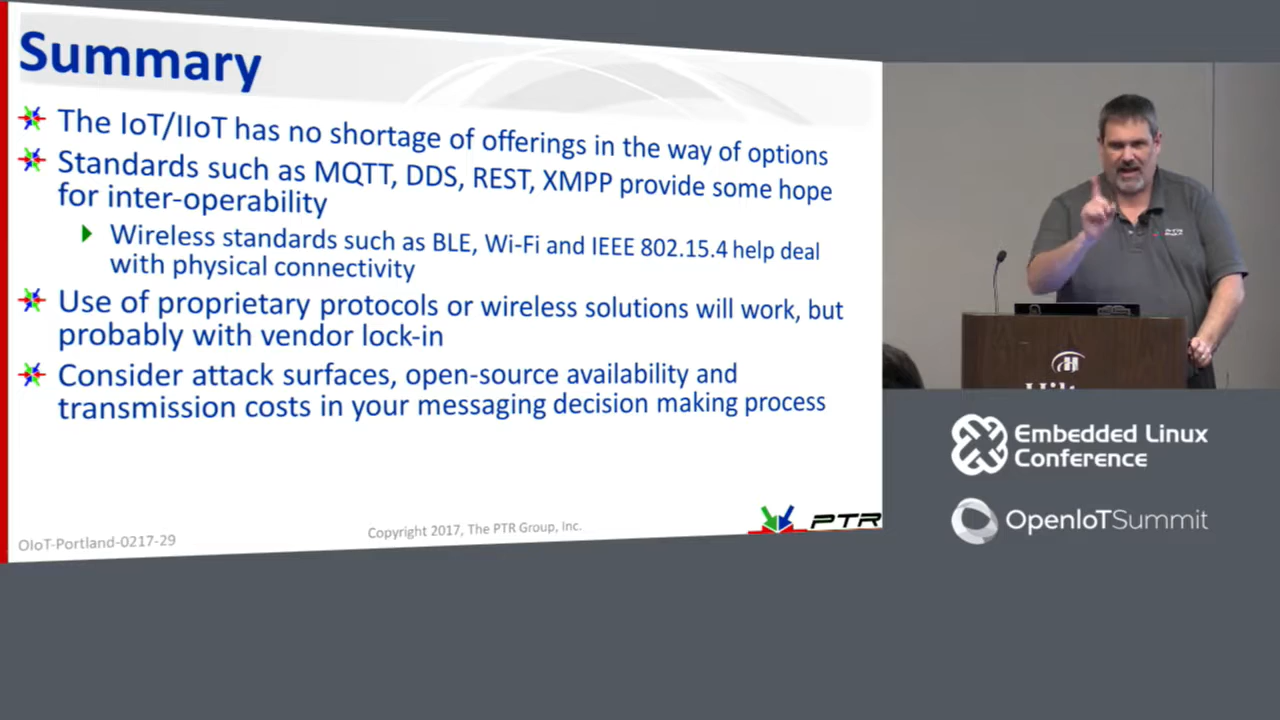 Summary
The IoT/IIoT has no shortage of offerings in the way of options
Standards such as MQTT, DDS, REST, XMPP provide some hope
for inter-operability
Wireless standards such as BLE, Wi-Fi and IEEE 802.15.4 help deal
with physical connectivity
Use of proprietary protocols or wireless solutions will work, but
probably with vendor lock-in
Consider attack surfaces, open-source availability and
transmission costs in your messaging decision making process
OIoT-Portland-0217-29
Copyright 2017, The PTR Group, Inc.
PTR
H
Embedded Linux
Conference
OpenIoTSummit